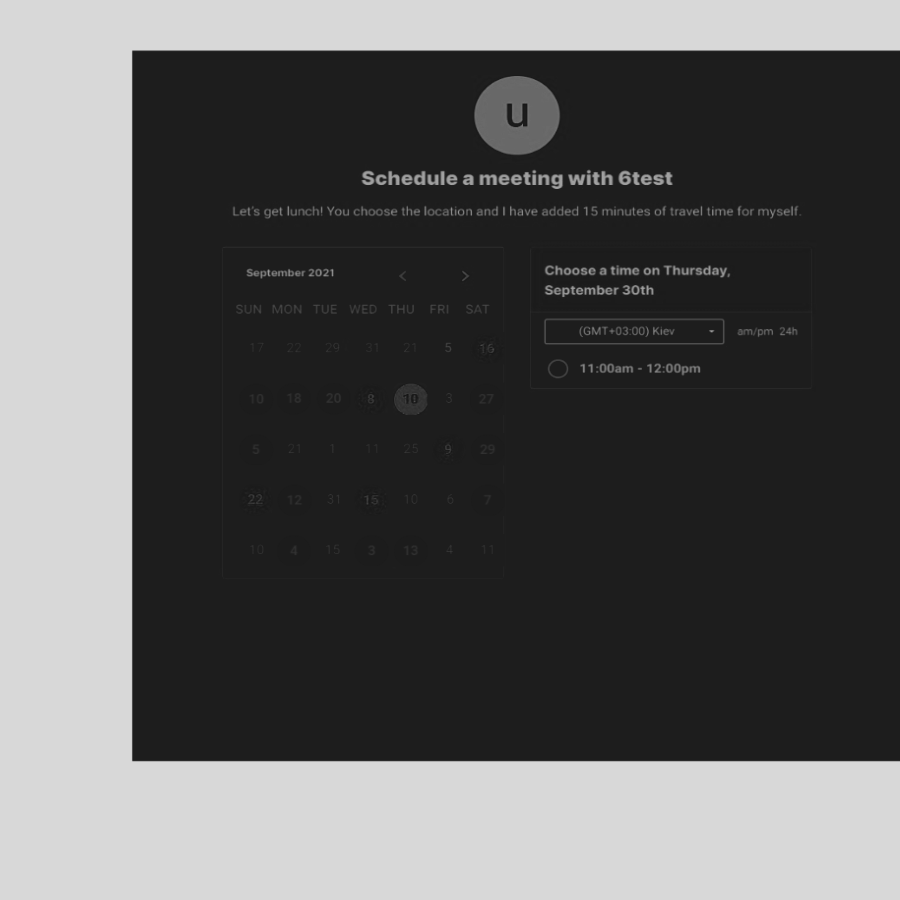 u
Schedule a meeting with 6test
Let's get lunch! You choose the location and I have added 15 minutes of travel time for myself.
September 2021
SUN MON TUE WED THU FRI SAT
17 22 29 31 21 5 16
10 18 20 8 10 3 27
5 21 1 11 25 9 29
22 12 31 15 10 6 7
10 4 15 3 13 4 11
Choose a time on Thursday,
September 30th
(GMT+03:00) Kiev am/pm 24h
11:00am - 12:00pm